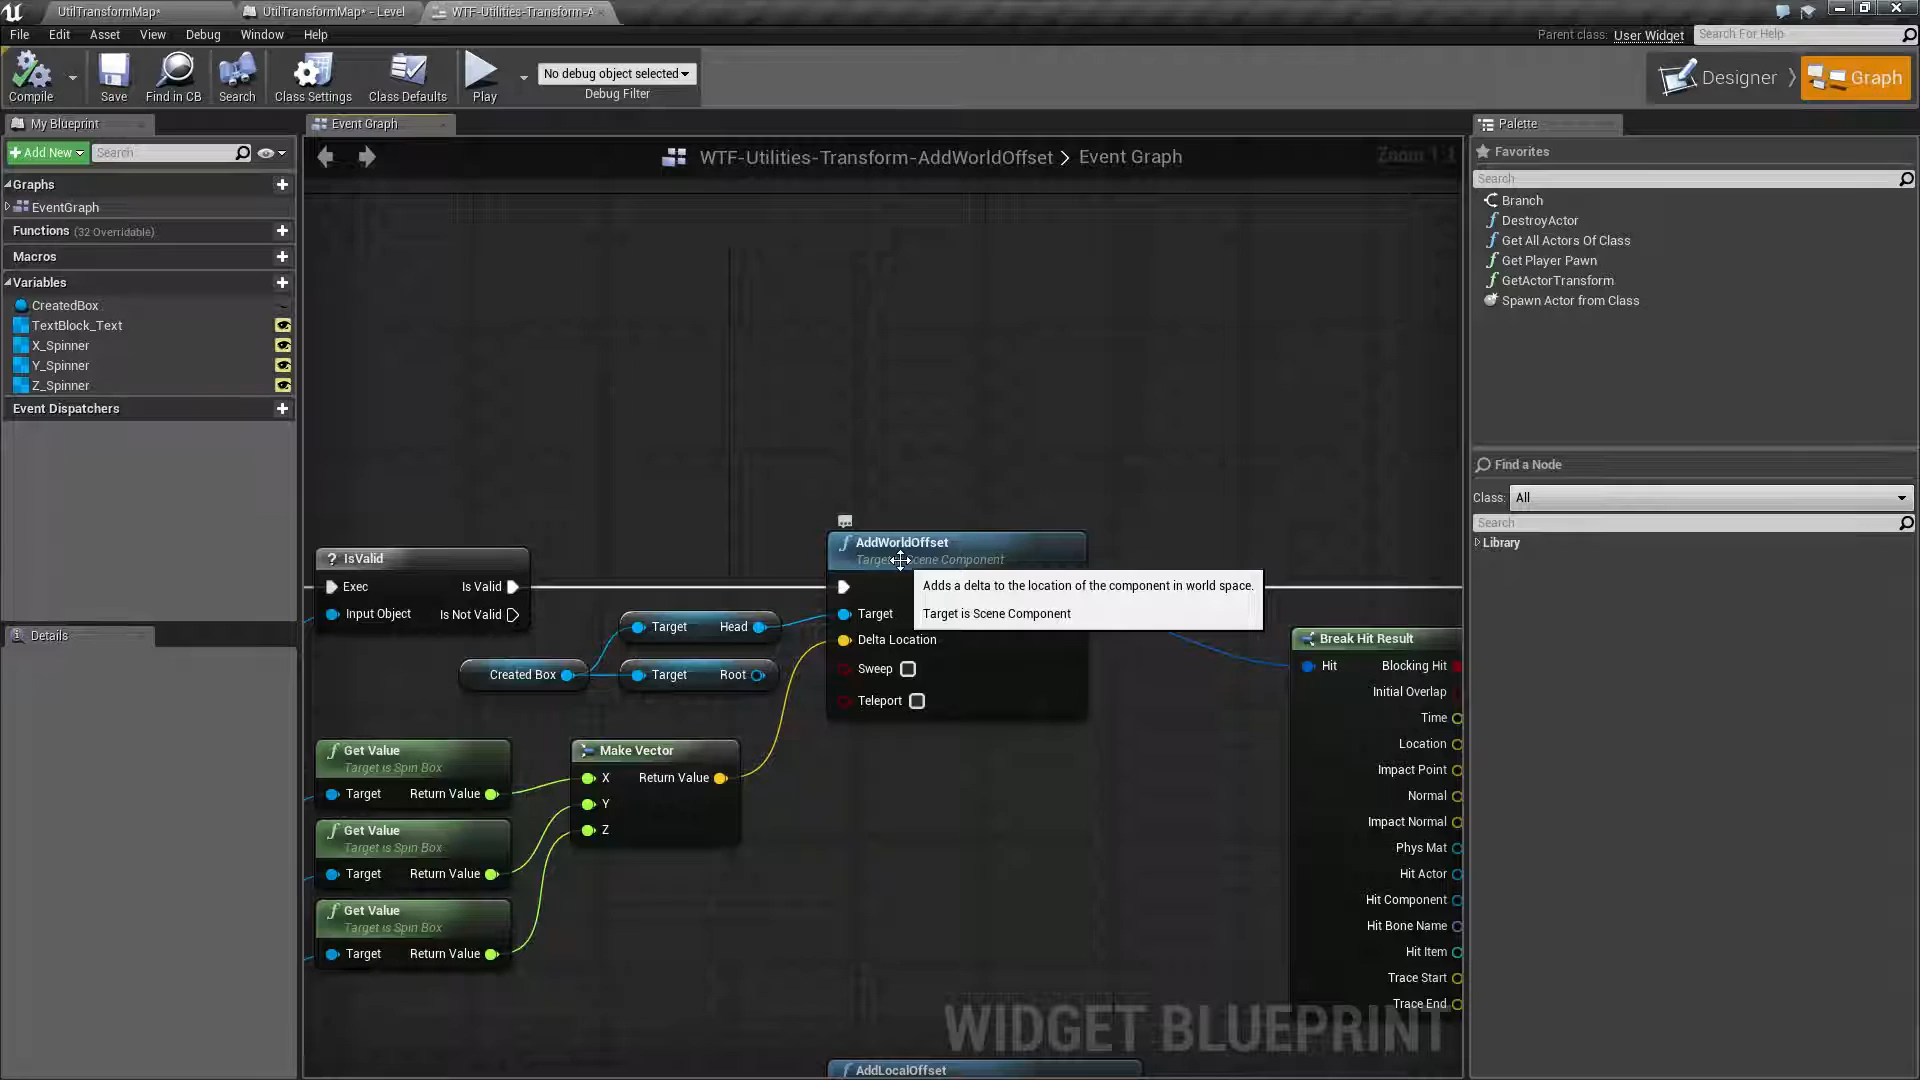 UtilTransformMap*
UtilTransformMap* - Level
WTF-Utilities-Transform-A
File Edit Asset View Debug Window Help
Parent class: User Widget
Search For Help
Compile
Save
Find in CB
Search
Class Settings
Class Defaults
Play
No debug object selected
Debug Filter
Designer
Graph
My Blueprint
Add New
Search
Graphs
EventGraph
Functions (32 Overridable)
Macros
Variables
CreatedBox
TextBlock_Text
X_Spinner
Y_Spinner
Z_Spinner
Event Dispatchers
Details
Event Graph
WTF-Utilities-Transform-AddWorldOffset > Event Graph
Zoom 1:1
IsValid
Exec Is Valid
Input Object Is Not Valid
Target Head
Created Box
Target Root
AddWorldOffset
Target is Scene Component
Target
Delta Location
Sweep
Teleport
Adds a delta to the location of the component in world space.
Target is Scene Component
Get Value
Target is Spin Box
Target Return Value
Get Value
Target is Spin Box
Target Return Value
Get Value
Target is Spin Box
Target Return Value
Make Vector
X Return Value
Y
Z
Break Hit Result
Hit Blocking Hit
Initial Overlap
Time
Location
Impact Point
Normal
Impact Normal
Phys Mat
Hit Actor
Hit Component
Hit Bone Name
Hit Item
Trace Start
Trace End
WIDGET BLUEPRINT
AddLocalOffset
Palette
Favorites
Search
Branch
DestroyActor
Get All Actors Of Class
Get Player Pawn
GetActorTransform
Spawn Actor from Class
Find a Node
Class: All
Search
Library